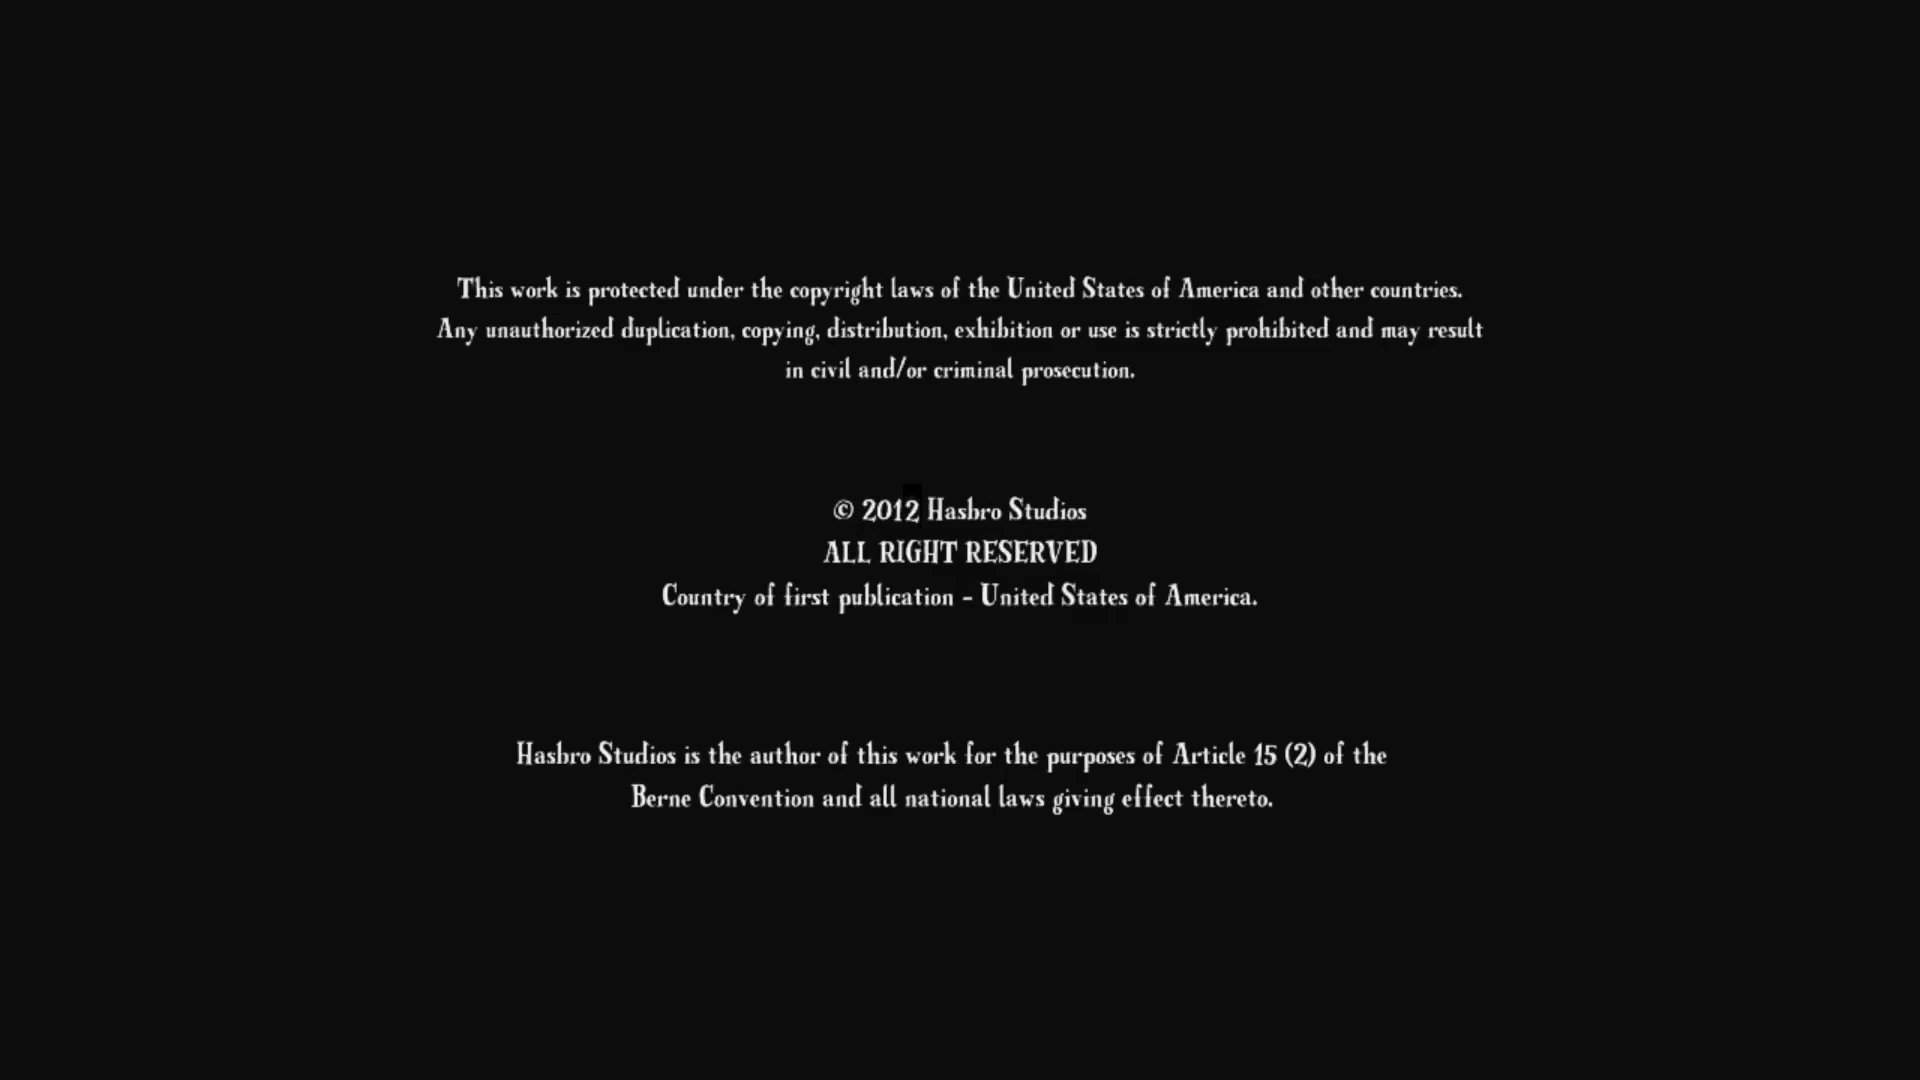 This work is protected under the copyright laws of the United States of America and other countries.
Any unauthorized duplication, copying, distribution, exhibition or use is strictly prohibited and may result
in civil and/or criminal prosecution.
© 2012 Hasbro Studios
ALL RIGHT RESERVED
Country of first publication - United States of America.
Hasbro Studios is the author of this work for the purposes of Article 15 (2) of the
Berne Convention and all national laws giving effect thereto.